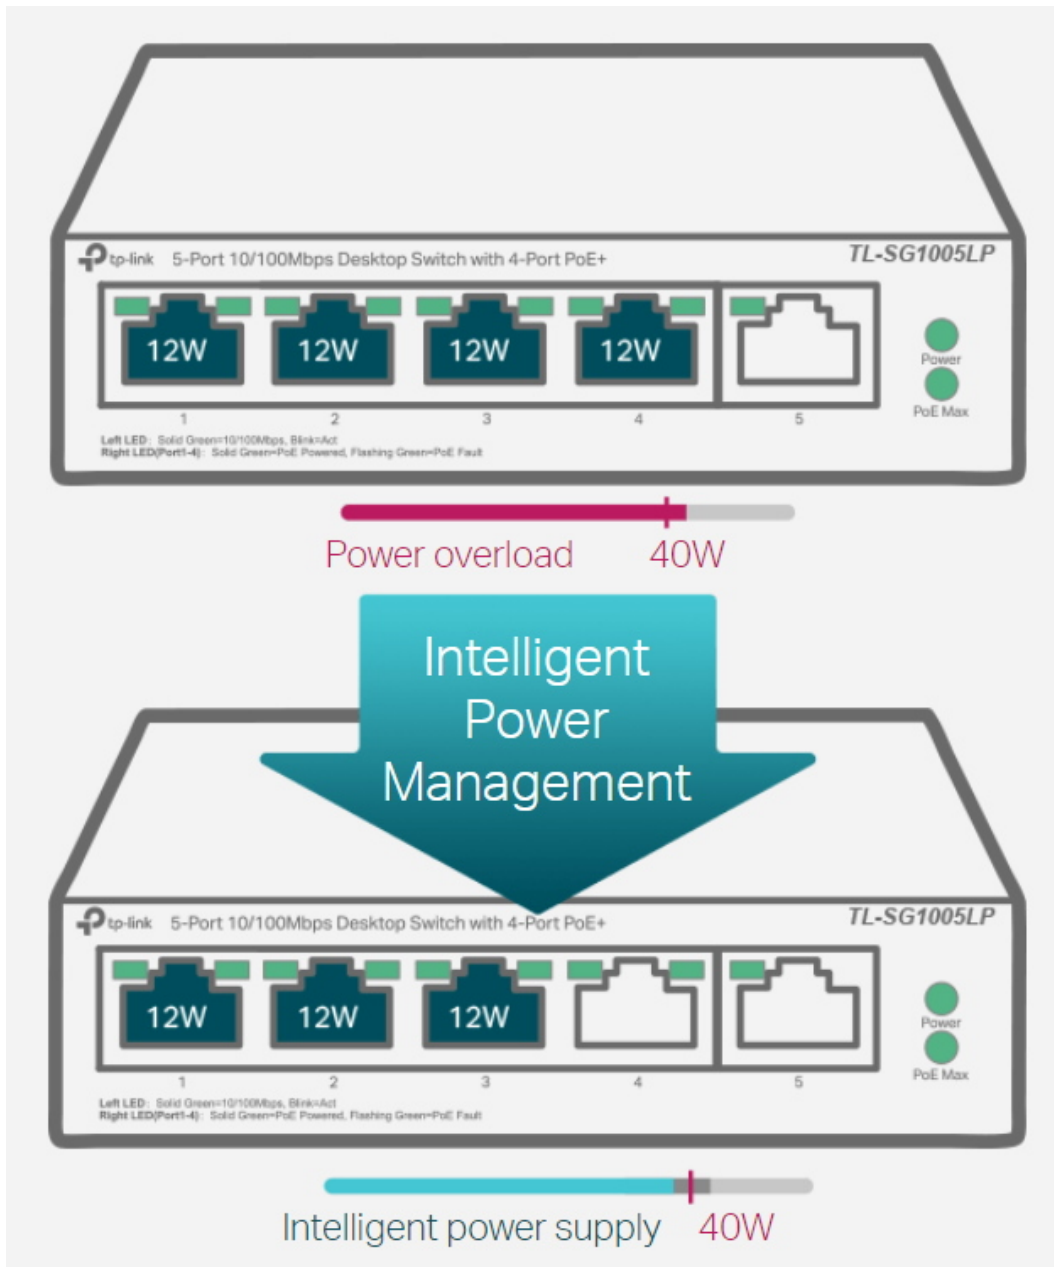 tp-link 5-Port 10/100Mbps Desktop Switch with 4-Port PoE+ TL-SG1005LP
12W 12W 12W 12W
Power
PoE Max
1 2 3 4 5
Left LED: Solid Green=10/100Mbps, Blink=Act
Right LED(Port1-4): Solid Green=PoE Powered, Flashing Green=PoE Fault
Power overload 40W
Intelligent
Power
Management
tp-link 5-Port 10/100Mbps Desktop Switch with 4-Port PoE+ TL-SG1005LP
12W 12W 12W
Power
PoE Max
1 2 3 4 5
Left LED: Solid Green=10/100Mbps, Blink=Act
Right LED(Port1-4): Solid Green=PoE Powered, Flashing Green=PoE Fault
Intelligent power supply 40W